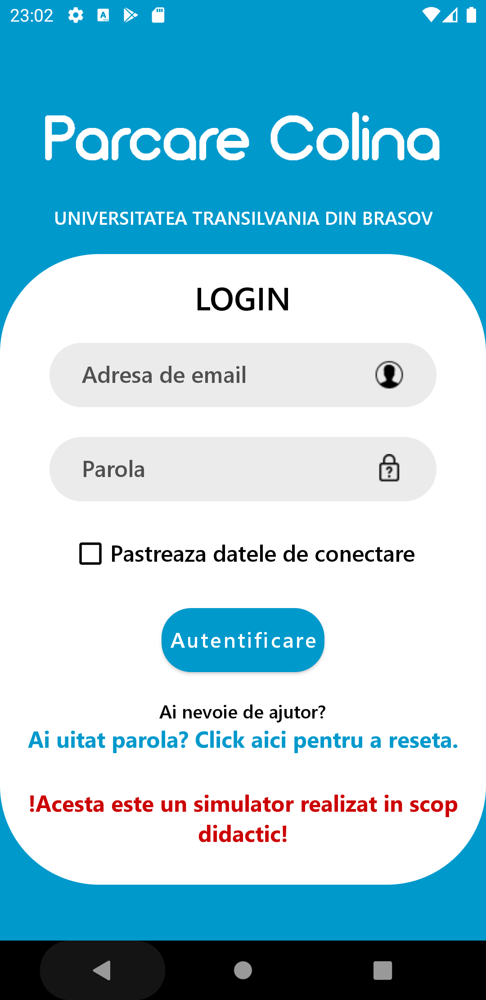 23:02
Parcare Colina
UNIVERSITATEA TRANSILVANIA DIN BRASOV
LOGIN
Adresa de email
Parola
Pastreaza datele de conectare
Autentificare
Ai nevoie de ajutor?
Ai uitat parola? Click aici pentru a reseta.
!Acesta este un simulator realizat in scop
didactic!